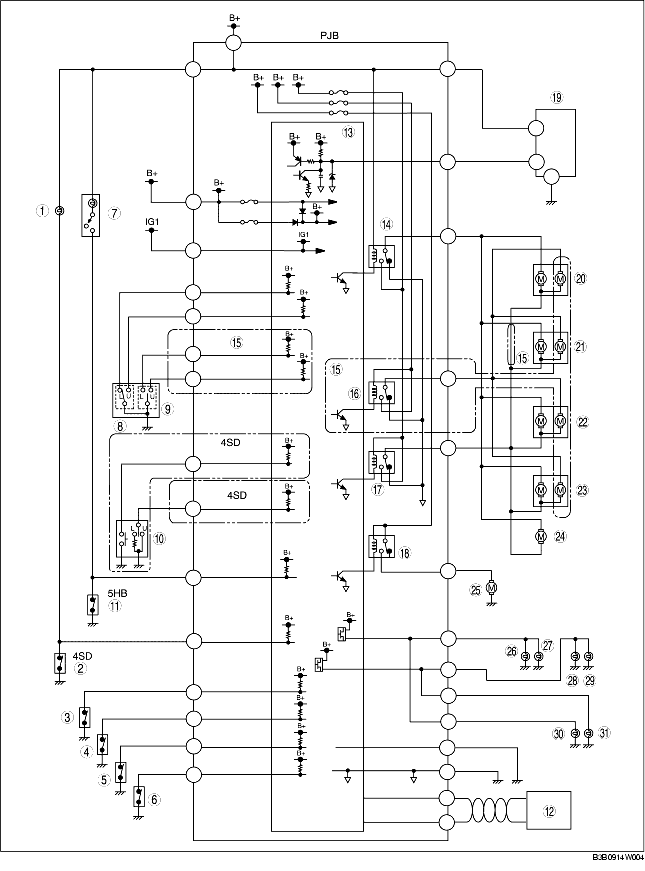 B+
PJB
B+ B+ B+
19
13
B+ B+
B+
B+
1
7
B+
14
IG1
IG1
B+
20
B+
15
B+
21
B+
15
15
16
L U L U
8
9
22
4SD
B+
17
23
4SD
B+
L U
10
24
18
B+
5HB
11
25
B+
B+
B+
26 27
4SD
2
28 29
B+
3
B+
4
B+
30 31
B+
5
6
12
B3B0914W004